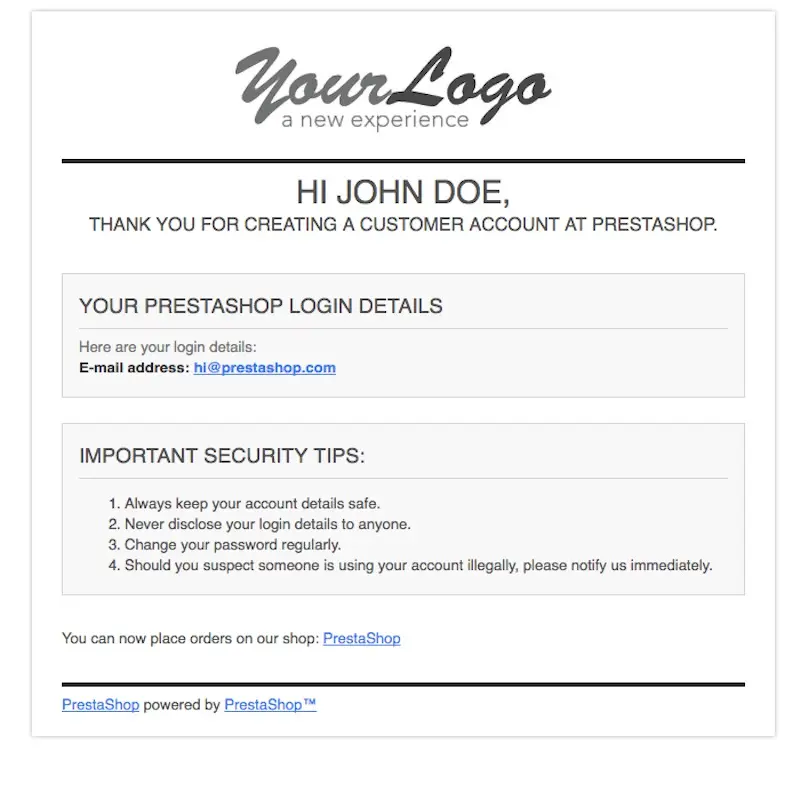 YourLogo
a new experience
HI JOHN DOE,
THANK YOU FOR CREATING A CUSTOMER ACCOUNT AT PRESTASHOP.
YOUR PRESTASHOP LOGIN DETAILS
Here are your login details:
E-mail address: hi@prestashop.com
IMPORTANT SECURITY TIPS:
1. Always keep your account details safe.
2. Never disclose your login details to anyone.
3. Change your password regularly.
4. Should you suspect someone is using your account illegally, please notify us immediately.
You can now place orders on our shop: PrestaShop
PrestaShop powered by PrestaShop™